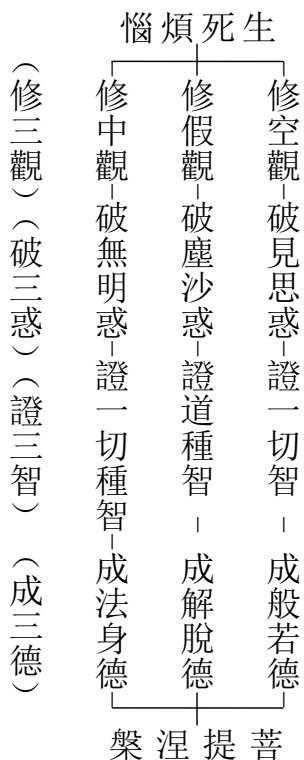 生死煩惱
修空觀－破見思惑－證一切智－成般若德
修假觀－破塵沙惑－證道種智－成解脫德
修中觀－破無明惑－證一切種智－成法身德
（修三觀）（破三惑）（證三智）（成三德）
菩提涅槃